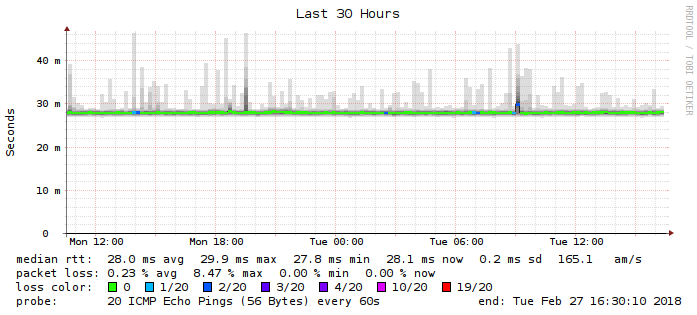 Last 30 Hours
RRDTOOL / TOBI OETIKER
Seconds
40 m
30 m
20 m
10 m
0
Mon 12:00 Mon 18:00 Tue 00:00 Tue 06:00 Tue 12:00
median rtt: 28.0 ms avg 29.9 ms max 27.8 ms min 28.1 ms now 0.2 ms sd 165.1 am/s
packet loss: 0.23 % avg 8.47 % max 0.00 % min 0.00 % now
loss color: 0 1/20 2/20 3/20 4/20 10/20 19/20
probe: 20 ICMP Echo Pings (56 Bytes) every 60s end: Tue Feb 27 16:30:10 2018